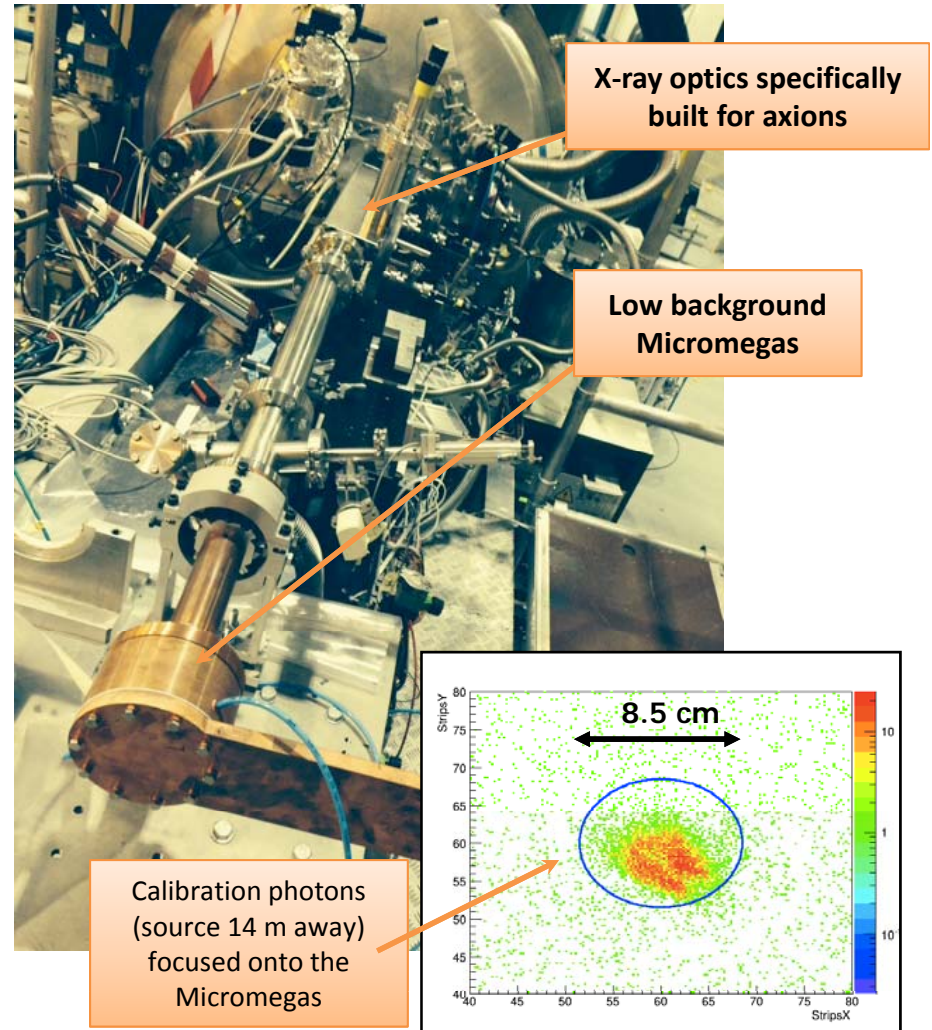 X-ray optics specifically
built for axions
Low background
Micromegas
Calibration photons
(source 14 m away)
focused onto the
Micromegas
8.5 cm
StripsY
80
75
70
65
60
55
50
45
40
40
45
50
55
60
65
70
75
80
StripsX
10
1
10